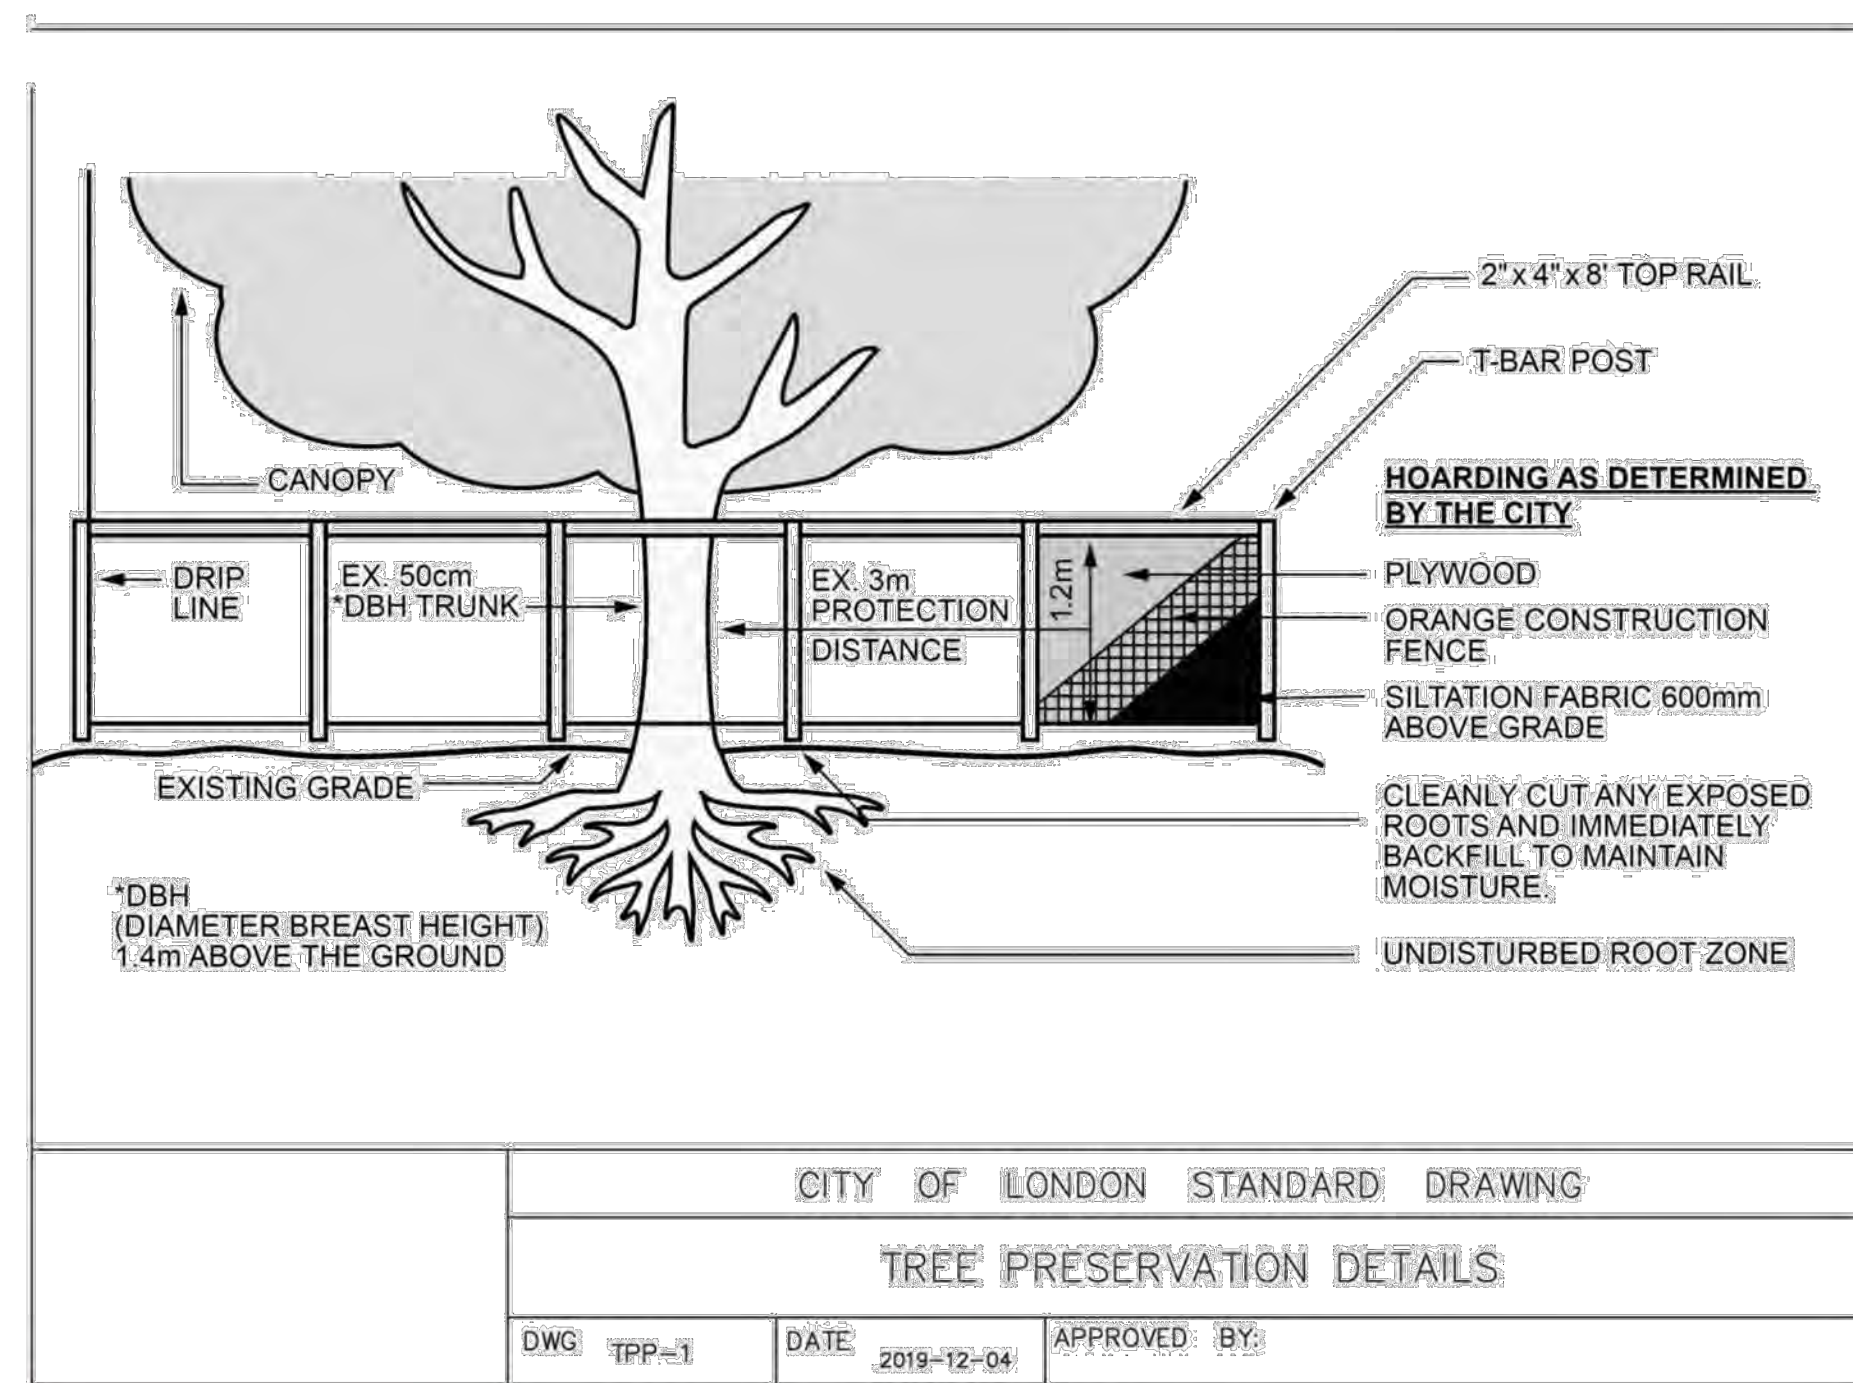 2"x 4"x 8' TOP RAIL
T-BAR POST
CANOPY
HOARDING AS DETERMINED
BY THE CITY
DRIP
LINE
EX. 50cm
*DBH TRUNK
EX. 3m
PROTECTION
DISTANCE
1.2m
PLYWOOD
ORANGE CONSTRUCTION
FENCE
SILTATION FABRIC 600mm
ABOVE GRADE
EXISTING GRADE
CLEANLY CUT ANY EXPOSED
ROOTS AND IMMEDIATELY
BACKFILL TO MAINTAIN
MOISTURE.
*DBH
(DIAMETER BREAST HEIGHT)
1.4m ABOVE THE GROUND
UNDISTURBED ROOT ZONE
CITY OF LONDON STANDARD DRAWING
TREE PRESERVATION DETAILS
DWG TPP-1
DATE 2019-12-04
APPROVED BY: